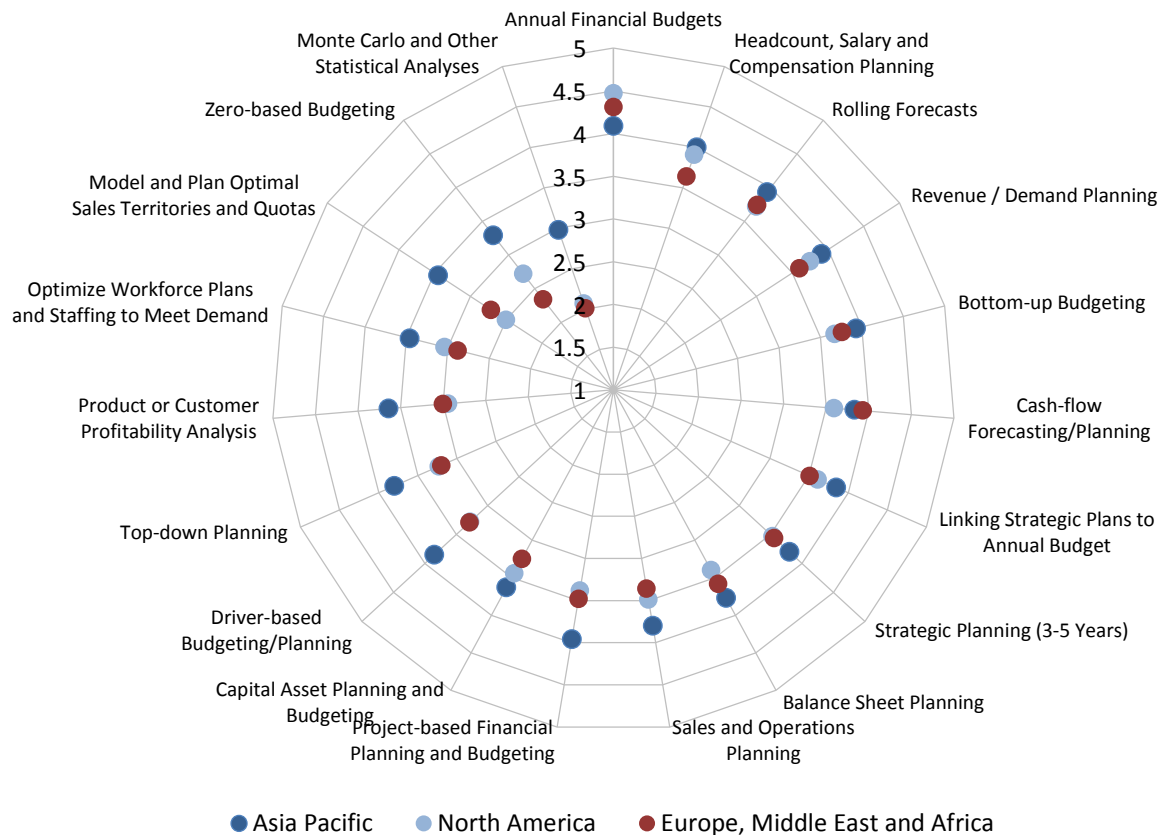 Annual Financial Budgets
Headcount, Salary and
Compensation Planning
Rolling Forecasts
Revenue / Demand Planning
Bottom-up Budgeting
Cash-flow
Forecasting/Planning
Linking Strategic Plans to
Annual Budget
Strategic Planning (3-5 Years)
Balance Sheet Planning
Sales and Operations
Planning
Project-based Financial
Planning and Budgeting
Capital Asset Planning and
Budgeting
Driver-based
Budgeting/Planning
Top-down Planning
Product or Customer
Profitability Analysis
Optimize Workforce Plans
and Staffing to Meet Demand
Model and Plan Optimal
Sales Territories and Quotas
Zero-based Budgeting
Monte Carlo and Other
Statistical Analyses
5
4.5
4
3.5
3
2.5
2
1.5
1
Asia Pacific
North America
Europe, Middle East and Africa